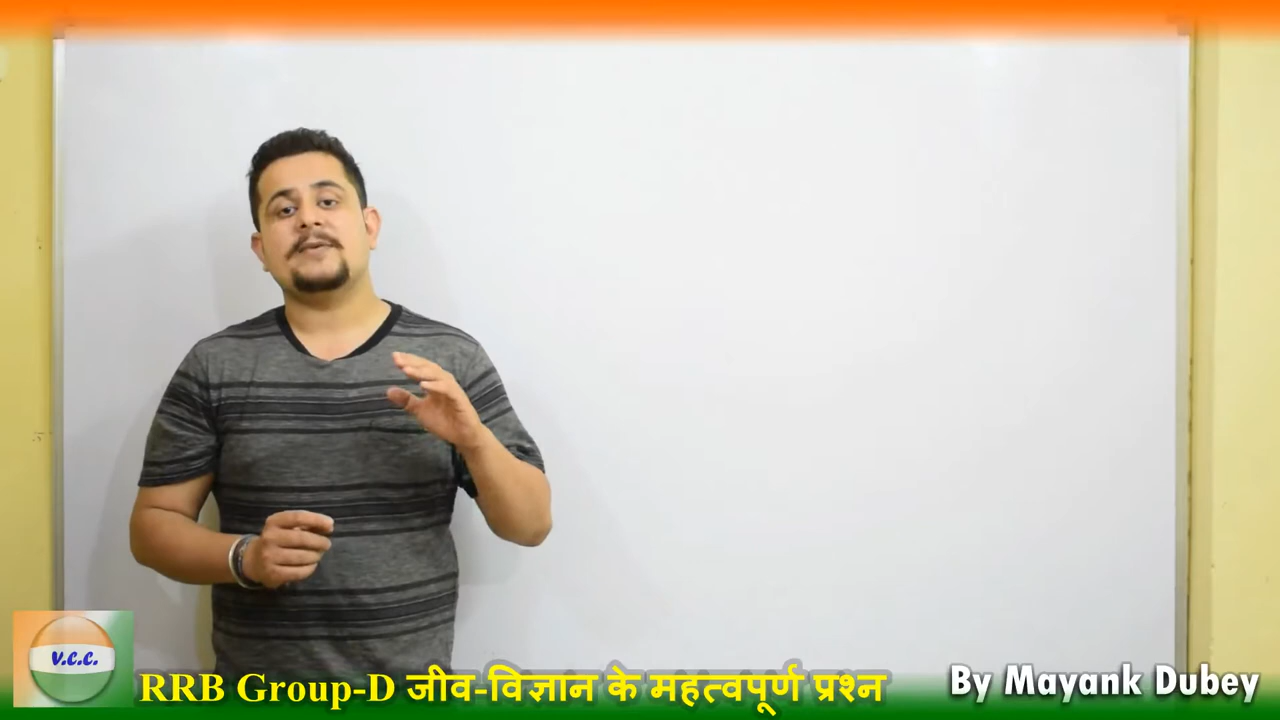 V.C.C.
RRB Group-D जीव-विज्ञान के महत्वपूर्ण प्रश्न
By Mayank Dubey